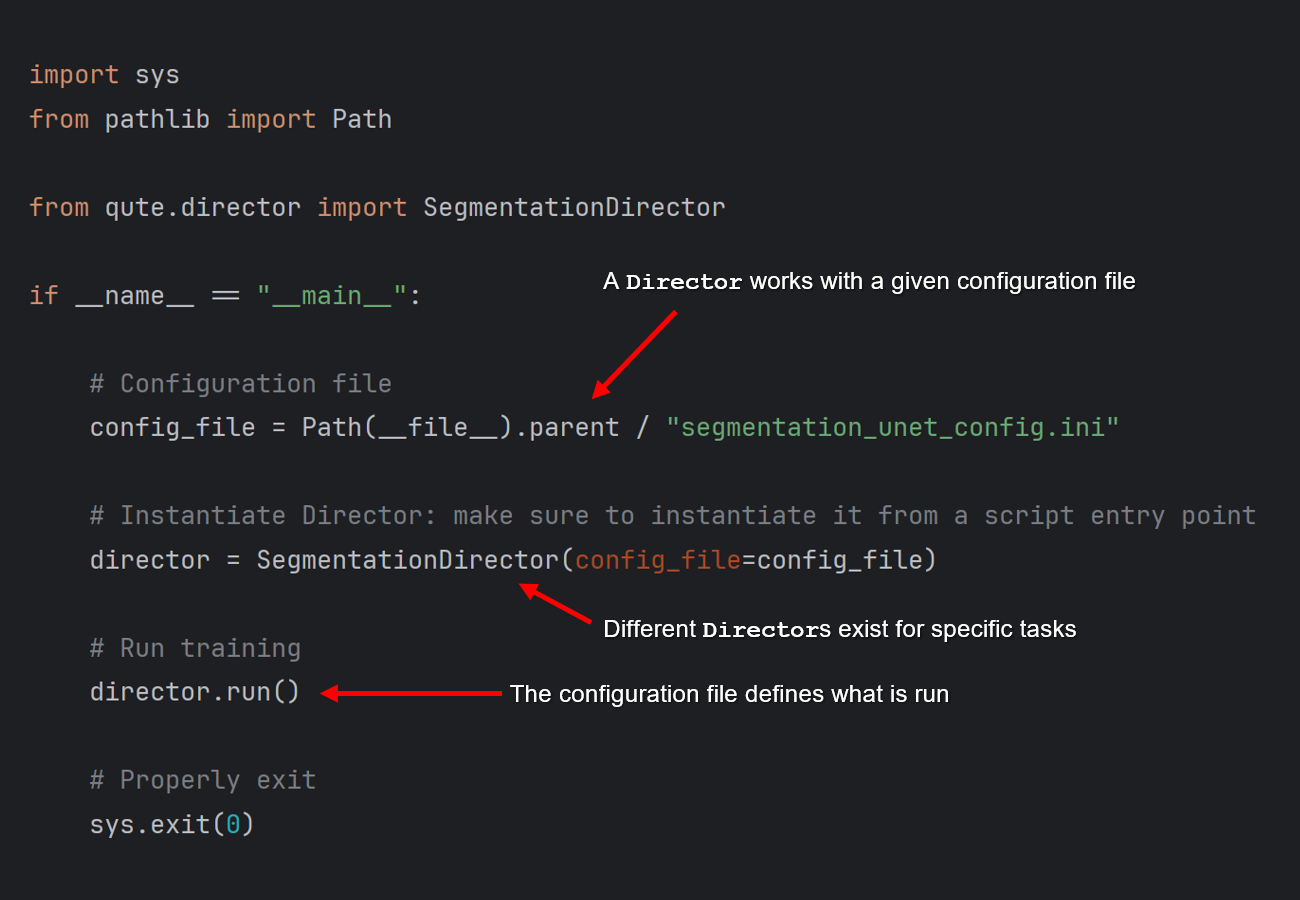 import sys
from pathlib import Path
from qute.director import SegmentationDirector
A Director works with a given configuration file
if __name__ == "__main__":
# Configuration file
config_file = Path(__file__).parent / "segmentation_unet_config.ini"
# Instantiate Director: make sure to instantiate it from a script entry point
director = SegmentationDirector(config_file=config_file)
Different Directors exist for specific tasks
# Run training
director.run()
The configuration file defines what is run
# Properly exit
sys.exit(0)